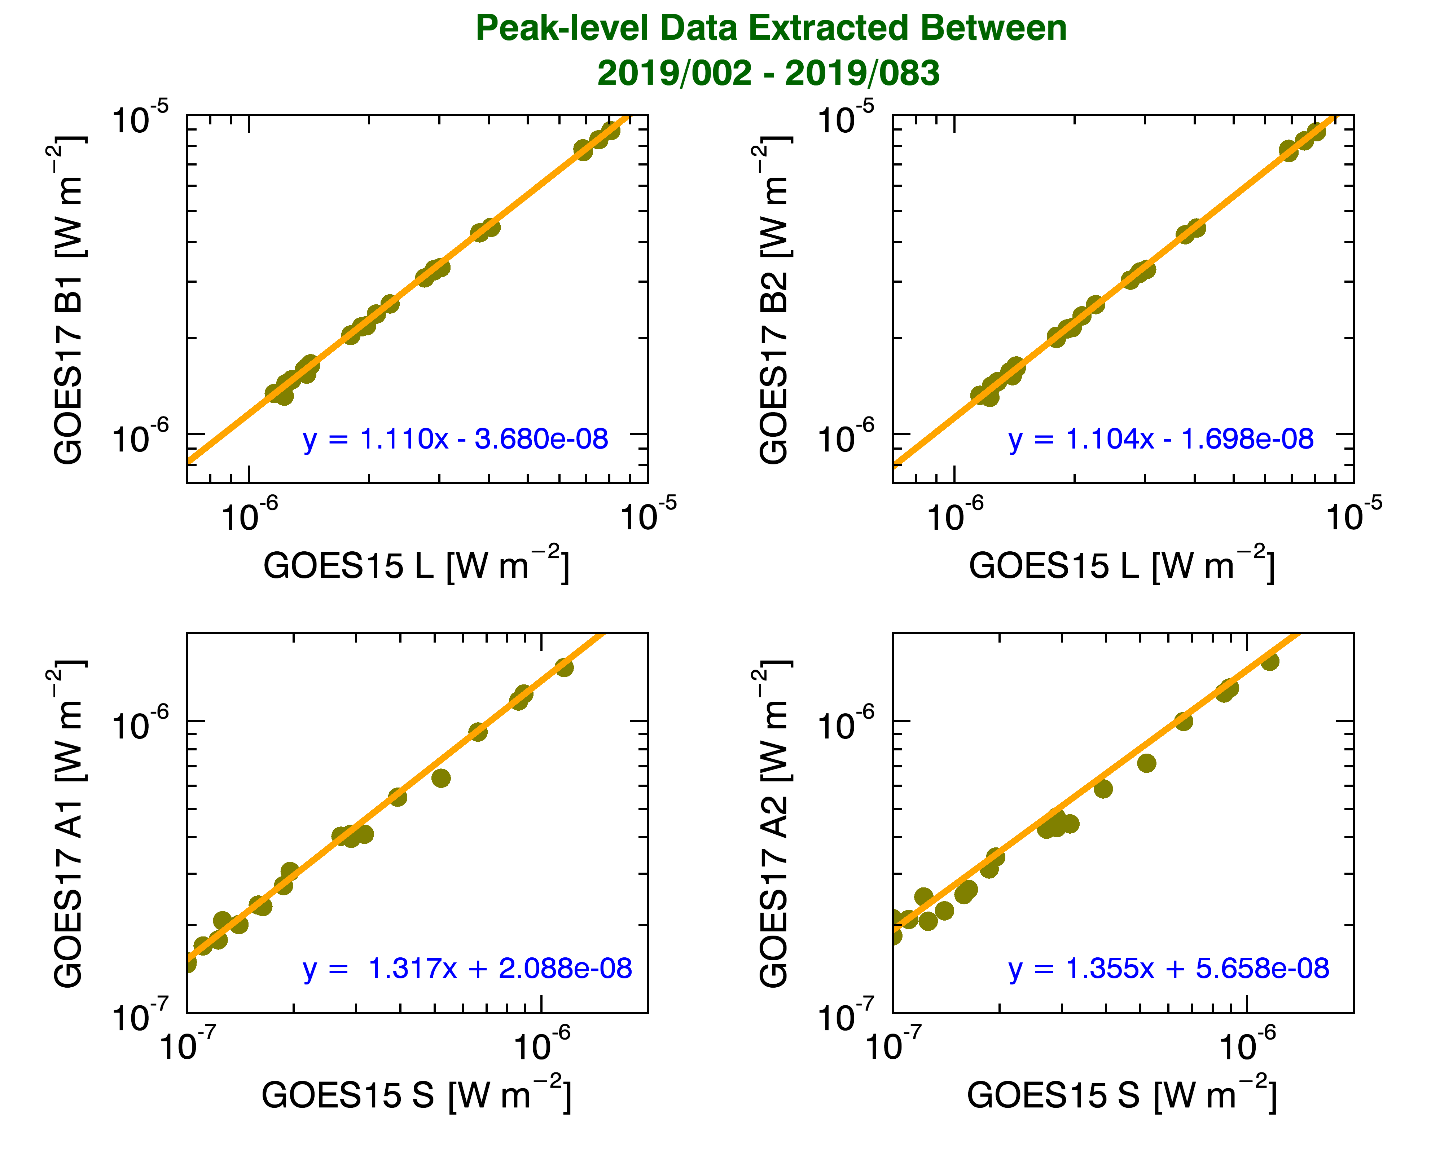 Peak-level Data Extracted Between
2019/002 - 2019/083
GOES17 B1 [W m⁻²]
10⁻⁵
10⁻⁶
y = 1.110x - 3.680e-08
10⁻⁶ 10⁻⁵
GOES15 L [W m⁻²]
GOES17 B2 [W m⁻²]
10⁻⁵
10⁻⁶
y = 1.104x - 1.698e-08
10⁻⁶ 10⁻⁵
GOES15 L [W m⁻²]
GOES17 A1 [W m⁻²]
10⁻⁶
10⁻⁷
y = 1.317x + 2.088e-08
10⁻⁷ 10⁻⁶
GOES15 S [W m⁻²]
GOES17 A2 [W m⁻²]
10⁻⁶
10⁻⁷
y = 1.355x + 5.658e-08
10⁻⁷ 10⁻⁶
GOES15 S [W m⁻²]